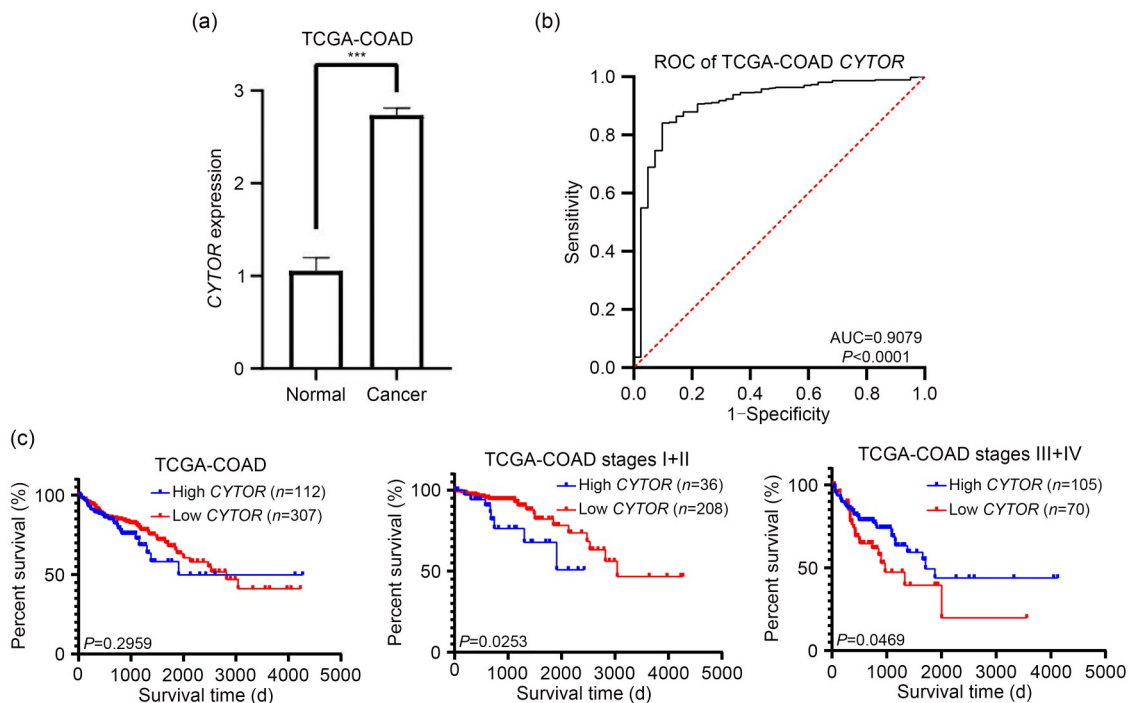 (a)
TCGA-COAD
***
CYTOR expression
3
2
1
0
Normal Cancer
(b)
ROC of TCGA-COAD CYTOR
Sensitivity
1.0
0.8
0.6
0.4
0.2
0.0
AUC=0.9079
P<0.0001
0.0 0.2 0.4 0.6 0.8 1.0
1−Specificity
(c)
TCGA-COAD
High CYTOR (n=112)
Low CYTOR (n=307)
Percent survival (%)
100
50
0
P=0.2959
0 1000 2000 3000 4000 5000
Survival time (d)
TCGA-COAD stages I+II
High CYTOR (n=36)
Low CYTOR (n=208)
Percent survival (%)
100
50
0
P=0.0253
0 1000 2000 3000 4000 5000
Survival time (d)
TCGA-COAD stages III+IV
High CYTOR (n=105)
Low CYTOR (n=70)
Percent survival (%)
100
50
0
P=0.0469
0 1000 2000 3000 4000 5000
Survival time (d)